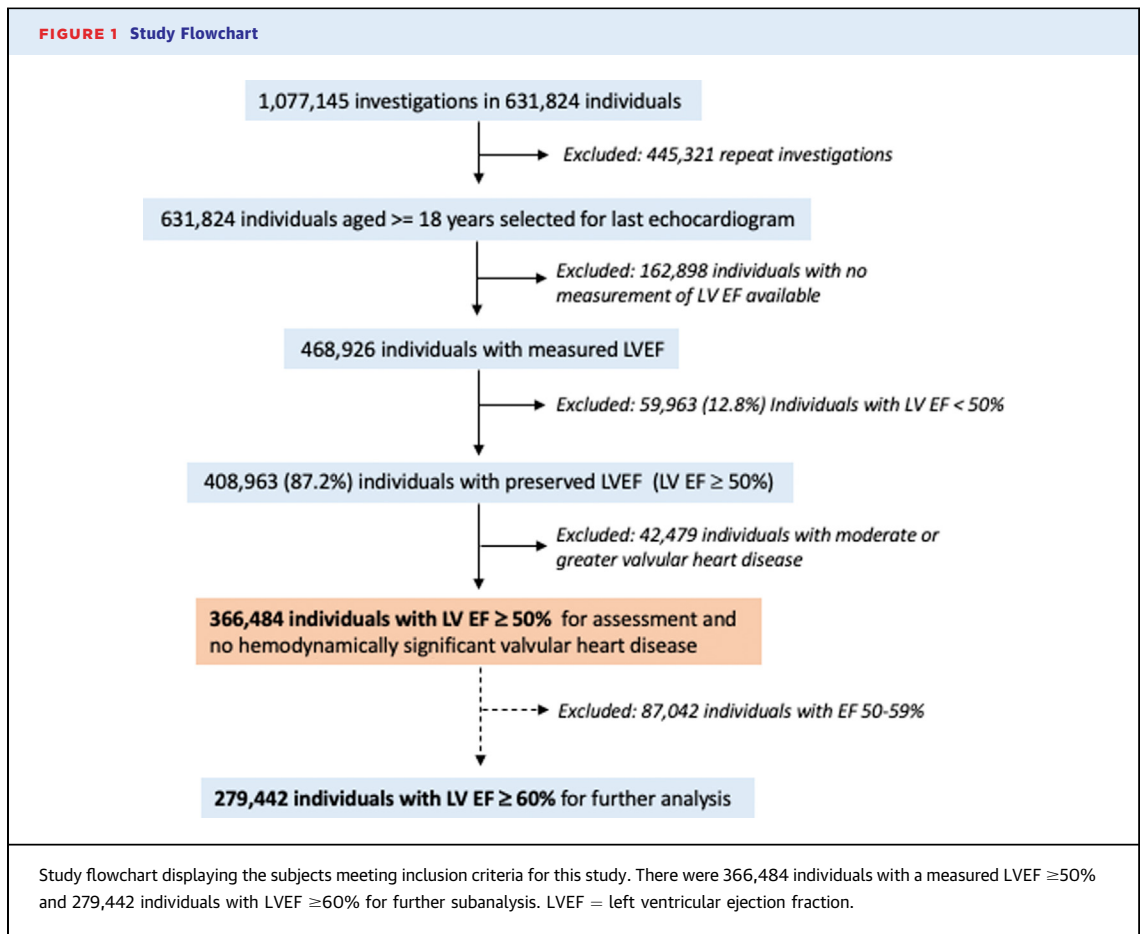 FIGURE 1 Study Flowchart
1,077,145 investigations in 631,824 individuals
Excluded: 445,321 repeat investigations
631,824 individuals aged >= 18 years selected for last echocardiogram
Excluded: 162,898 individuals with no
measurement of LV EF available
468,926 individuals with measured LVEF
Excluded: 59,963 (12.8%) Individuals with LV EF < 50%
408,963 (87.2%) individuals with preserved LVEF (LV EF ≥ 50%)
Excluded: 42,479 individuals with moderate or
greater valvular heart disease
366,484 individuals with LV EF ≥ 50% for assessment and
no hemodynamically significant valvular heart disease
Excluded: 87,042 individuals with EF 50-59%
279,442 individuals with LV EF ≥ 60% for further analysis
Study flowchart displaying the subjects meeting inclusion criteria for this study. There were 366,484 individuals with a measured LVEF ≥50%
and 279,442 individuals with LVEF ≥60% for further subanalysis. LVEF = left ventricular ejection fraction.